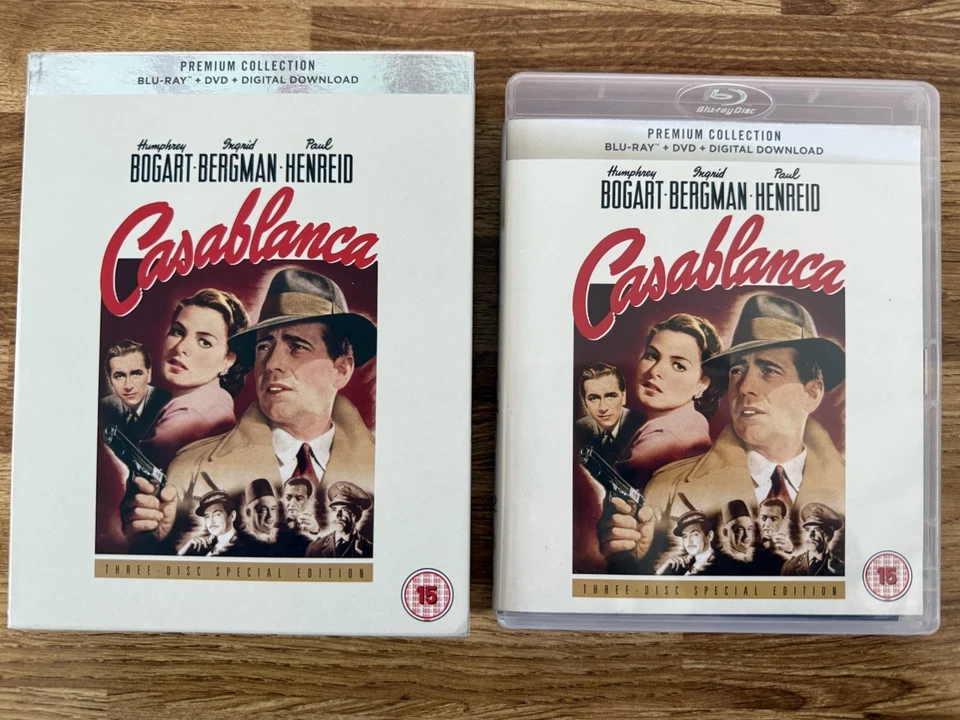 PREMIUM COLLECTION
BLU-RAY™ + DVD + DIGITAL DOWNLOAD
Humphrey Ingrid Paul
BOGART · BERGMAN · HENREID
Casablanca
THREE-DISC SPECIAL EDITION
15
Blu-ray Disc
PREMIUM COLLECTION
BLU-RAY™ + DVD + DIGITAL DOWNLOAD
Humphrey Ingrid Paul
BOGART · BERGMAN · HENREID
Casablanca
THREE-DISC SPECIAL EDITION
15